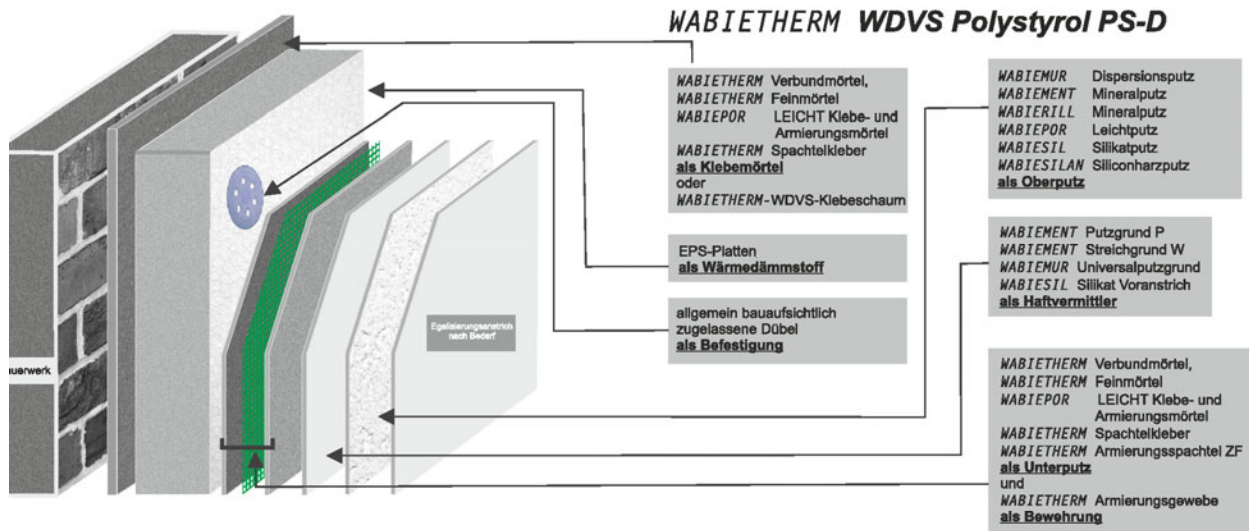 WABIETHERM WDVS Polystyrol PS-D
WABIETHERM Verbundmörtel,
WABIETHERM Feinmörtel
WABIEPOR LEICHT Klebe- und
Armierungsmörtel
WABIETHERM Spachtelkleber
als Klebemörtel
oder
WABIETHERM-WDVS-Klebeschaum
EPS-Platten
als Wärmedämmstoff
allgemein bauaufsichtlich
zugelassene Dübel
als Befestigung
WABIEMUR Dispersionsputz
WABIEMENT Mineralputz
WABIERILL Mineralputz
WABIEPOR Leichtputz
WABIESIL Silikatputz
WABIESILAN Siliconharzputz
als Oberputz
WABIEMENT Putzgrund P
WABIEMENT Streichgrund W
WABIEMUR Universalputzgrund
WABIESIL Silikat Voranstrich
als Haftvermittler
WABIETHERM Verbundmörtel,
WABIETHERM Feinmörtel
WABIEPOR LEICHT Klebe- und
Armierungsmörtel
WABIETHERM Spachtelkleber
WABIETHERM Armierungsspachtel ZF
als Unterputz
und
WABIETHERM Armierungsgewebe
als Bewehrung
Egalisierungsanstrich
nach Bedarf
uerwerk